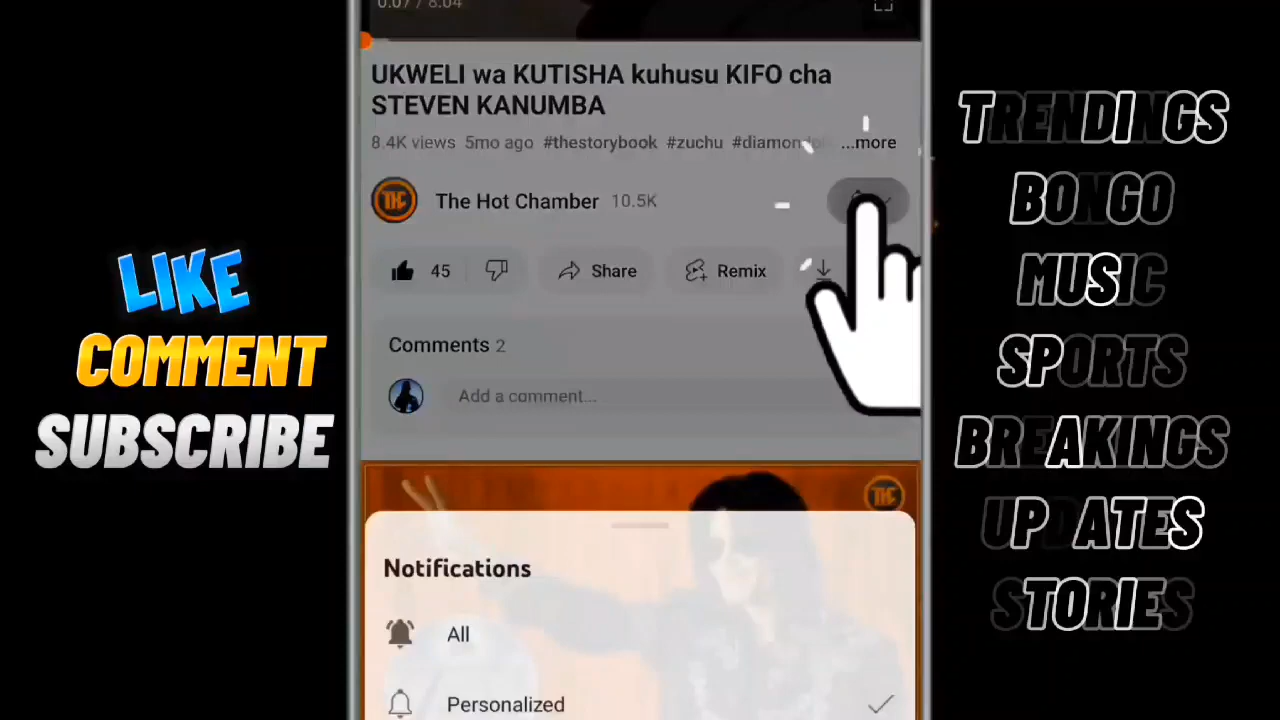 0:07 / 8:04
UKWELI wa KUTISHA kuhusu KIFO cha
STEVEN KANUMBA
8.4K views 5mo ago #thestorybook #zuchu ...more
THC
The Hot Chamber 10.5K
45 Share Remix
Comments 2
Add a comment...
THC
Notifications
All
Personalized
LIKE
COMMENT
SUBSCRIBE
TRENDINGS
BONGO
MUSIC
SPORTS
BREAKINGS
UPDATES
STORIES